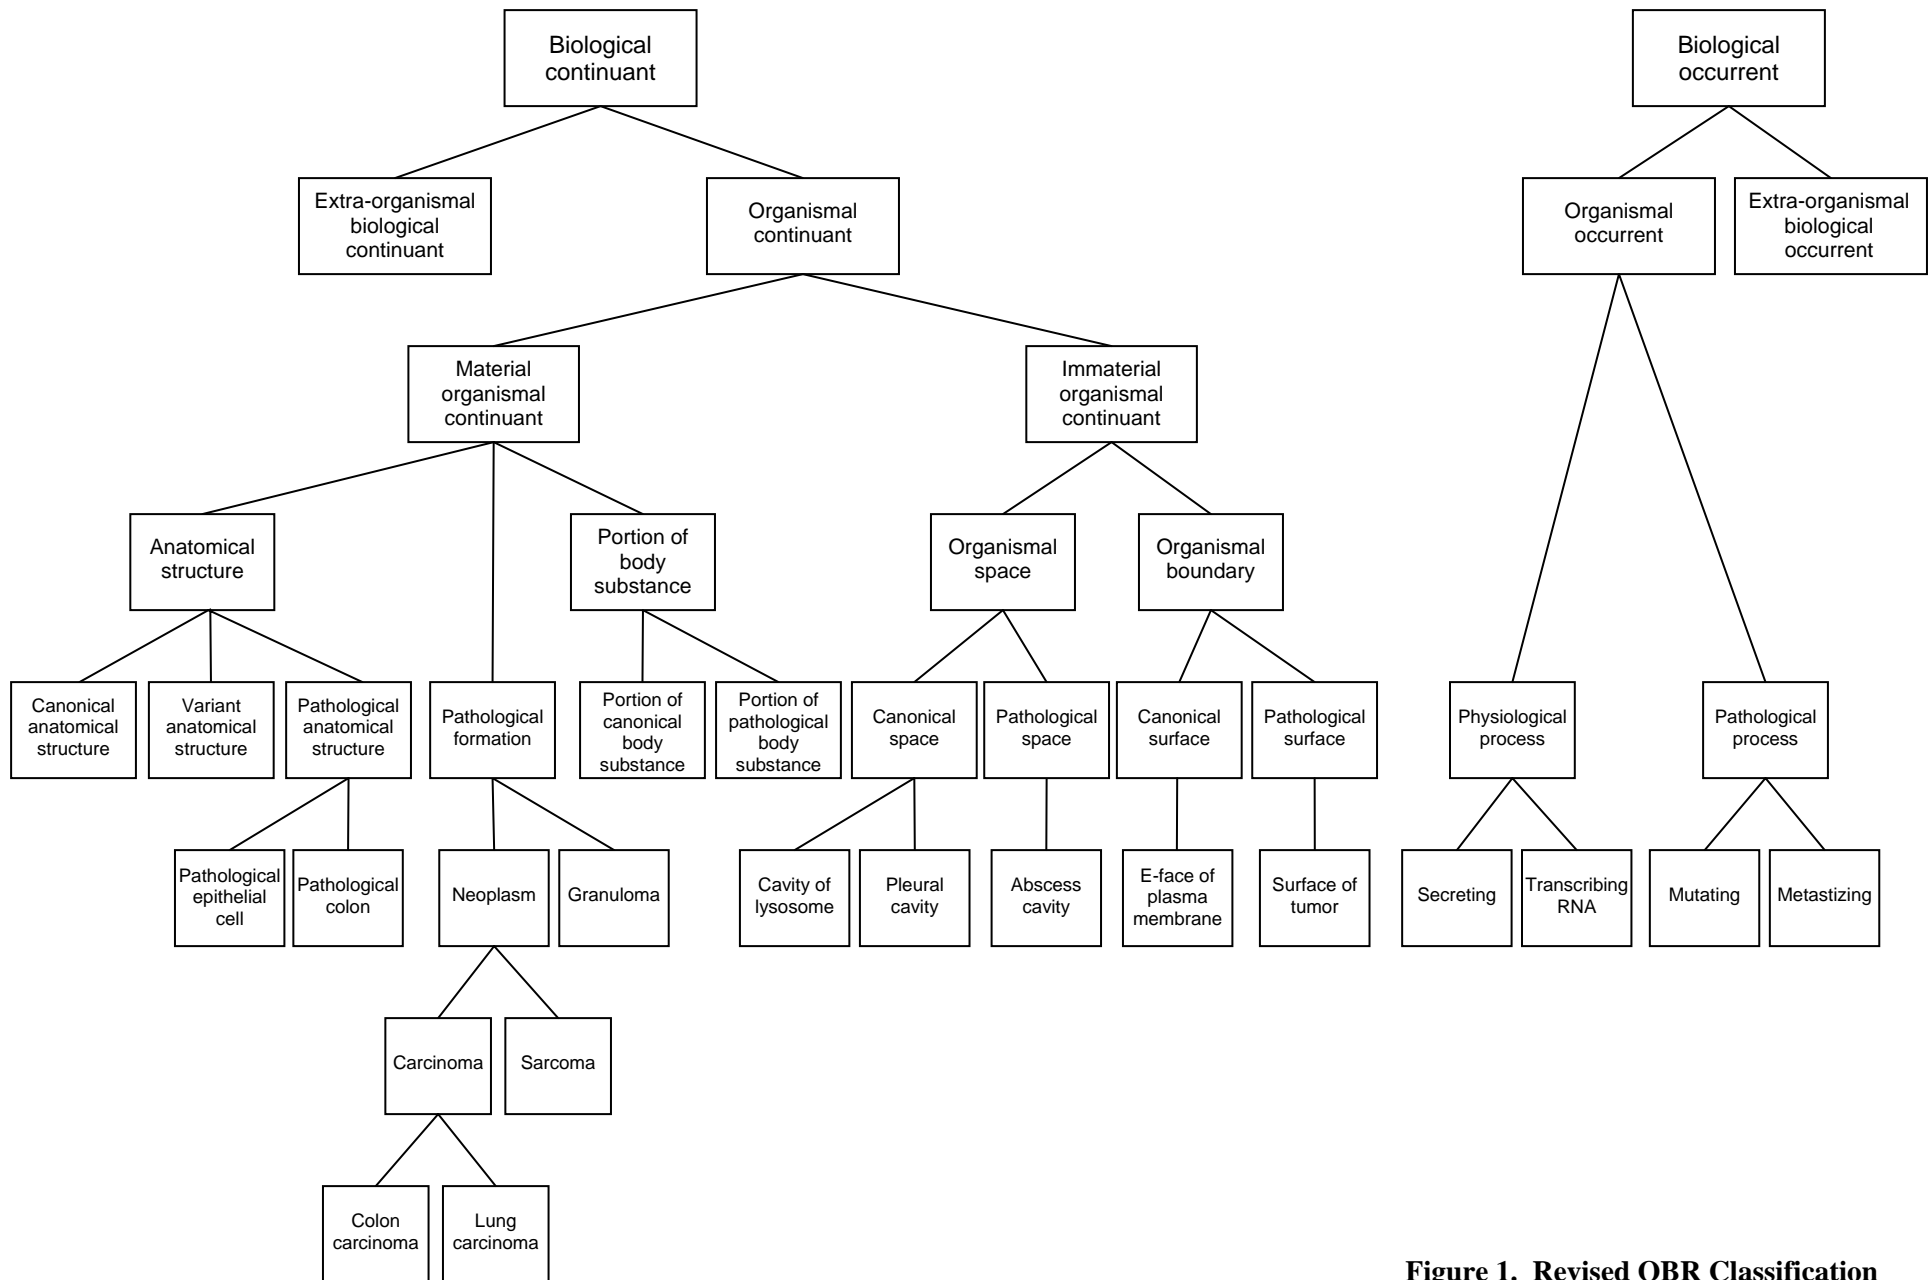 Biological
continuant
Biological
occurrent
Extra-organismal
biological
continuant
Organismal
continuant
Organismal
occurrent
Extra-organismal
biological
occurrent
Material
organismal
continuant
Immaterial
organismal
continuant
Anatomical
structure
Portion of
body
substance
Organismal
space
Organismal
boundary
Canonical
anatomical
structure
Variant
anatomical
structure
Pathological
anatomical
structure
Pathological
formation
Portion of
canonical
body
substance
Portion of
pathological
body
substance
Canonical
space
Pathological
space
Canonical
surface
Pathological
surface
Physiological
process
Pathological
process
Pathological
epithelial
cell
Pathological
colon
Neoplasm
Granuloma
Cavity of
lysosome
Pleural
cavity
Abscess
cavity
E-face of
plasma
membrane
Surface of
tumor
Secreting
Transcribing
RNA
Mutating
Metastizing
Carcinoma
Sarcoma
Colon
carcinoma
Lung
carcinoma
Figure 1. Revised OBR Classification